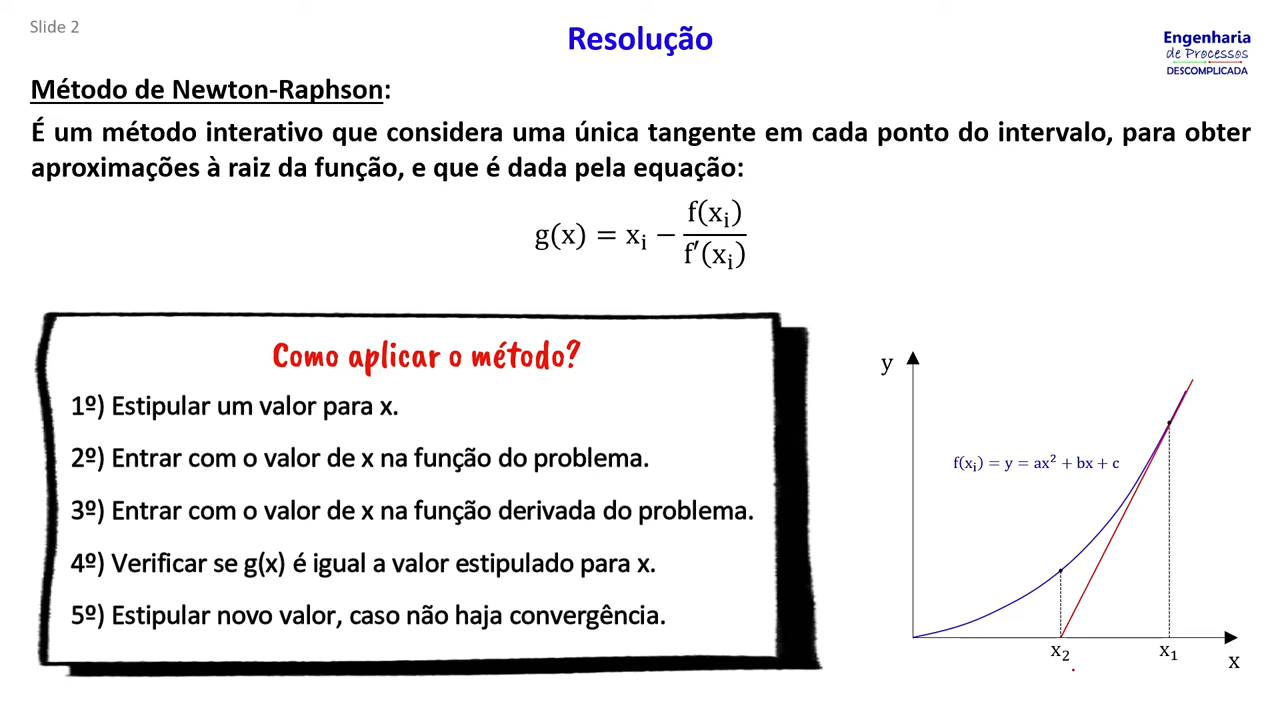 Slide 2
Resolução
Engenharia
de Processos
DESCOMPLICADA
Método de Newton-Raphson:
É um método interativo que considera uma única tangente em cada ponto do intervalo, para obter
aproximações à raiz da função, e que é dada pela equação:
g(x) = xᵢ − f(xᵢ) / f′(xᵢ)
Como aplicar o método?
1º) Estipular um valor para x.
2º) Entrar com o valor de x na função do problema.
3º) Entrar com o valor de x na função derivada do problema.
4º) Verificar se g(x) é igual a valor estipulado para x.
5º) Estipular novo valor, caso não haja convergência.
y
f(xᵢ) = y = ax² + bx + c
x₂
x₁
x